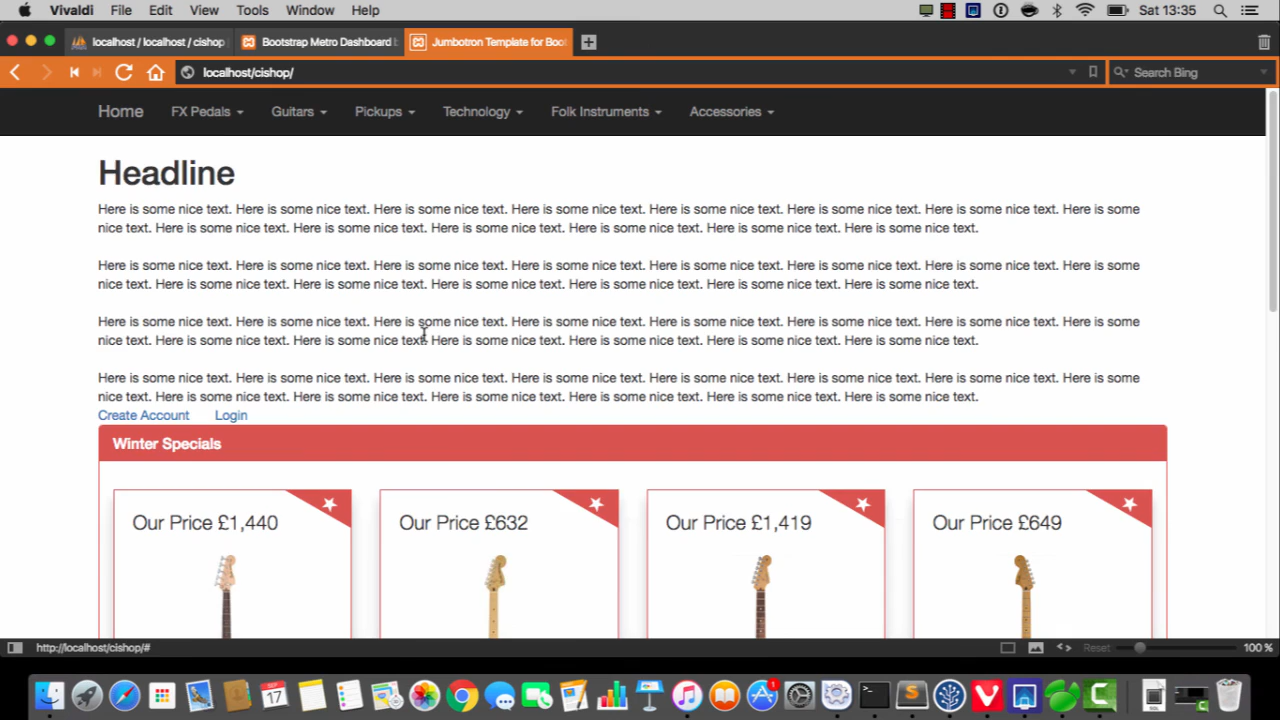 Vivaldi File Edit View Tools Window Help Sat 13:35
localhost / localhost / cishop Bootstrap Metro Dashboard b Jumbotron Template for Boot
localhost/cishop/ Search Bing
Home FX Pedals Guitars Pickups Technology Folk Instruments Accessories
Headline
Here is some nice text. Here is some nice text. Here is some nice text. Here is some nice text. Here is some nice text. Here is some nice text. Here is some nice text. Here is some
nice text. Here is some nice text. Here is some nice text. Here is some nice text. Here is some nice text. Here is some nice text. Here is some nice text.
Here is some nice text. Here is some nice text. Here is some nice text. Here is some nice text. Here is some nice text. Here is some nice text. Here is some nice text. Here is some
nice text. Here is some nice text. Here is some nice text. Here is some nice text. Here is some nice text. Here is some nice text. Here is some nice text.
Here is some nice text. Here is some nice text. Here is some nice text. Here is some nice text. Here is some nice text. Here is some nice text. Here is some nice text. Here is some
nice text. Here is some nice text. Here is some nice text. Here is some nice text. Here is some nice text. Here is some nice text. Here is some nice text.
Here is some nice text. Here is some nice text. Here is some nice text. Here is some nice text. Here is some nice text. Here is some nice text. Here is some nice text. Here is some
nice text. Here is some nice text. Here is some nice text. Here is some nice text. Here is some nice text. Here is some nice text. Here is some nice text.
Create Account Login
Winter Specials
Our Price £1,440 Our Price £632 Our Price £1,419 Our Price £649
http://localhost/cishop/# Reset 100 %
17
1